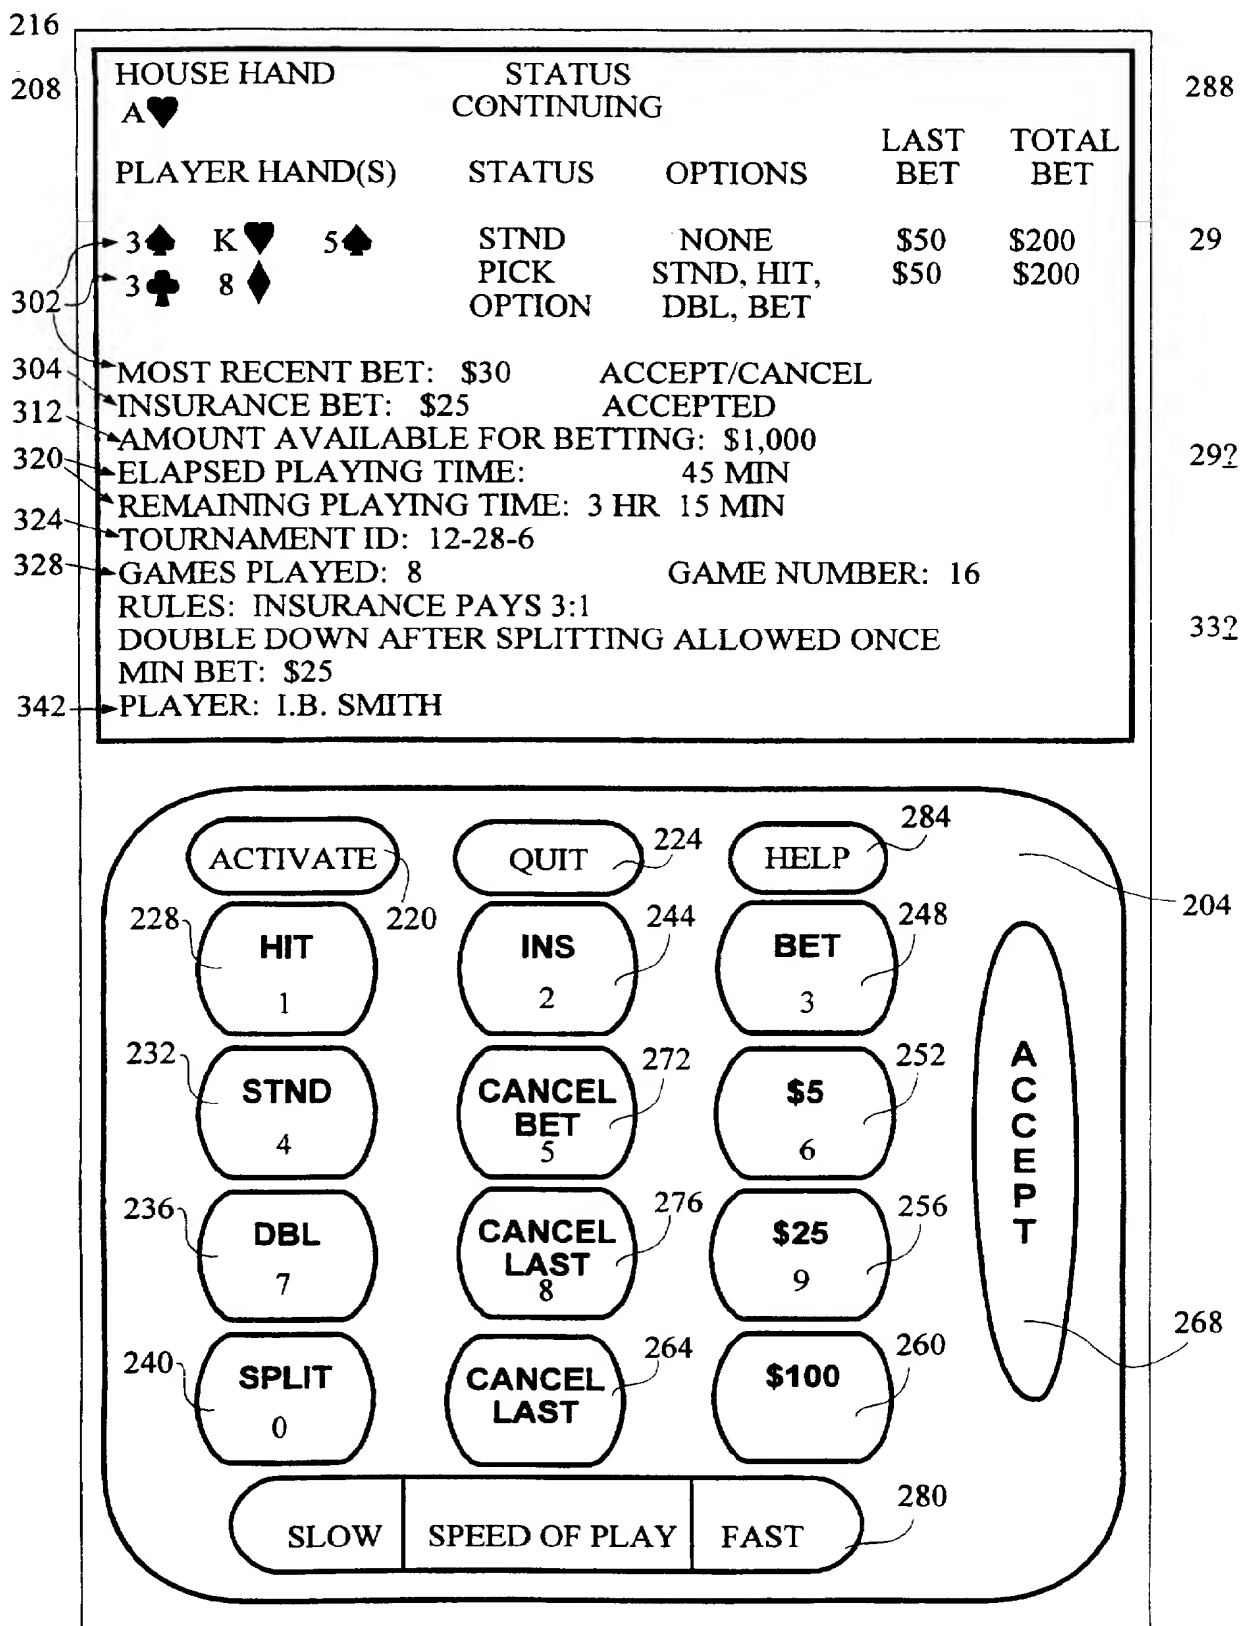 216
208
HOUSE HAND STATUS
288
A♥ CONTINUING
LAST TOTAL
PLAYER HAND(S) STATUS OPTIONS BET BET
3♠ K♥ 5♠ STND NONE $50 $200
29
3♣ 8♦ PICK STND, HIT, $50 $200
302
OPTION DBL, BET
304
MOST RECENT BET: $30 ACCEPT/CANCEL
312
INSURANCE BET: $25 ACCEPTED
AMOUNT AVAILABLE FOR BETTING: $1,000
320
ELAPSED PLAYING TIME: 45 MIN
29?
REMAINING PLAYING TIME: 3 HR 15 MIN
324
TOURNAMENT ID: 12-28-6
328
GAMES PLAYED: 8 GAME NUMBER: 16
RULES: INSURANCE PAYS 3:1
DOUBLE DOWN AFTER SPLITTING ALLOWED ONCE
33?
MIN BET: $25
342
PLAYER: I.B. SMITH
ACTIVATE
220
QUIT
224
HELP
284
204
228
HIT
1
INS
2
244
BET
3
248
232
STND
4
CANCEL
BET
5
272
$5
6
252
ACCEPT
236
DBL
7
CANCEL
LAST
8
276
$25
9
256
268
240
SPLIT
0
CANCEL
LAST
264
$100
260
SLOW SPEED OF PLAY FAST
280